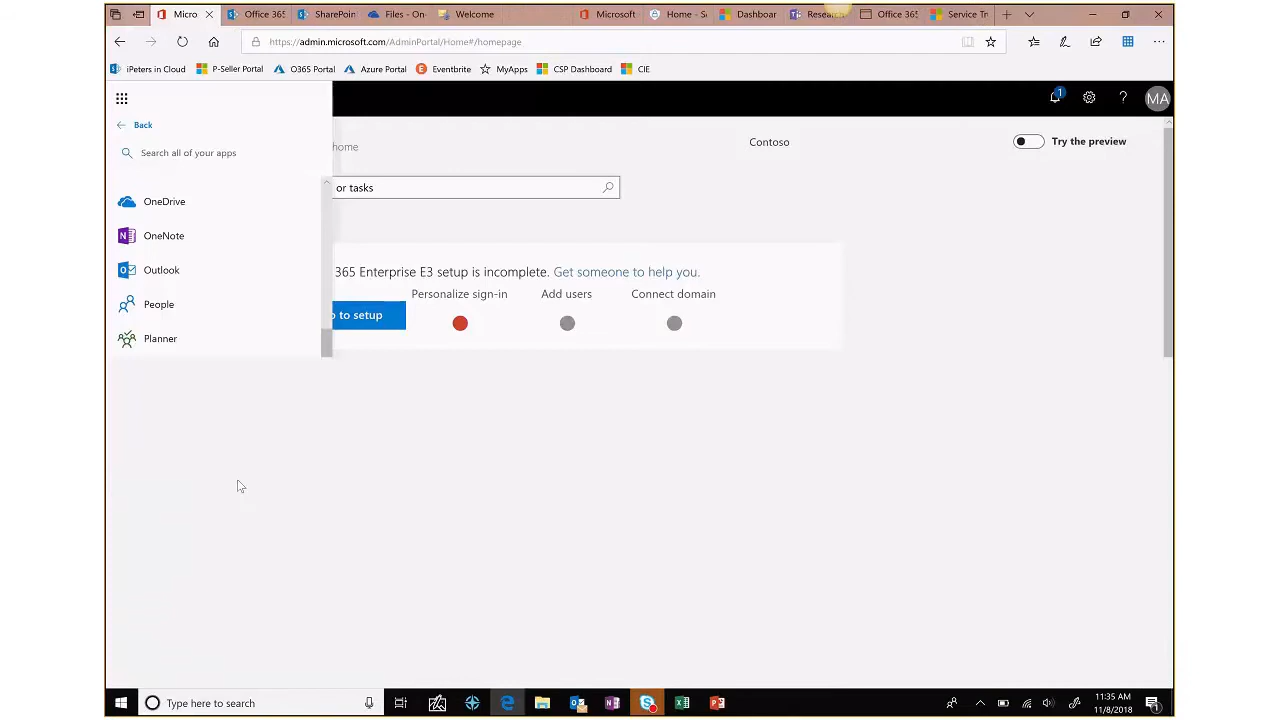 Micro
Office 365
SharePoin
Files - On
Welcome
Microsoft
Home - S
Dashboar
Research
Office 365
Service Tr
https://admin.microsoft.com/AdminPortal/Home#/homepage
iPeters in Cloud
P-Seller Portal
O365 Portal
Azure Portal
Eventbrite
MyApps
CSP Dashboard
CIE
1
?
MA
Back
home
Contoso
Try the preview
Search all of your apps
or tasks
OneDrive
OneNote
Outlook
People
Planner
365 Enterprise E3 setup is incomplete. Get someone to help you.
Personalize sign-in
Add users
Connect domain
to setup
Type here to search
11:35 AM
11/8/2018